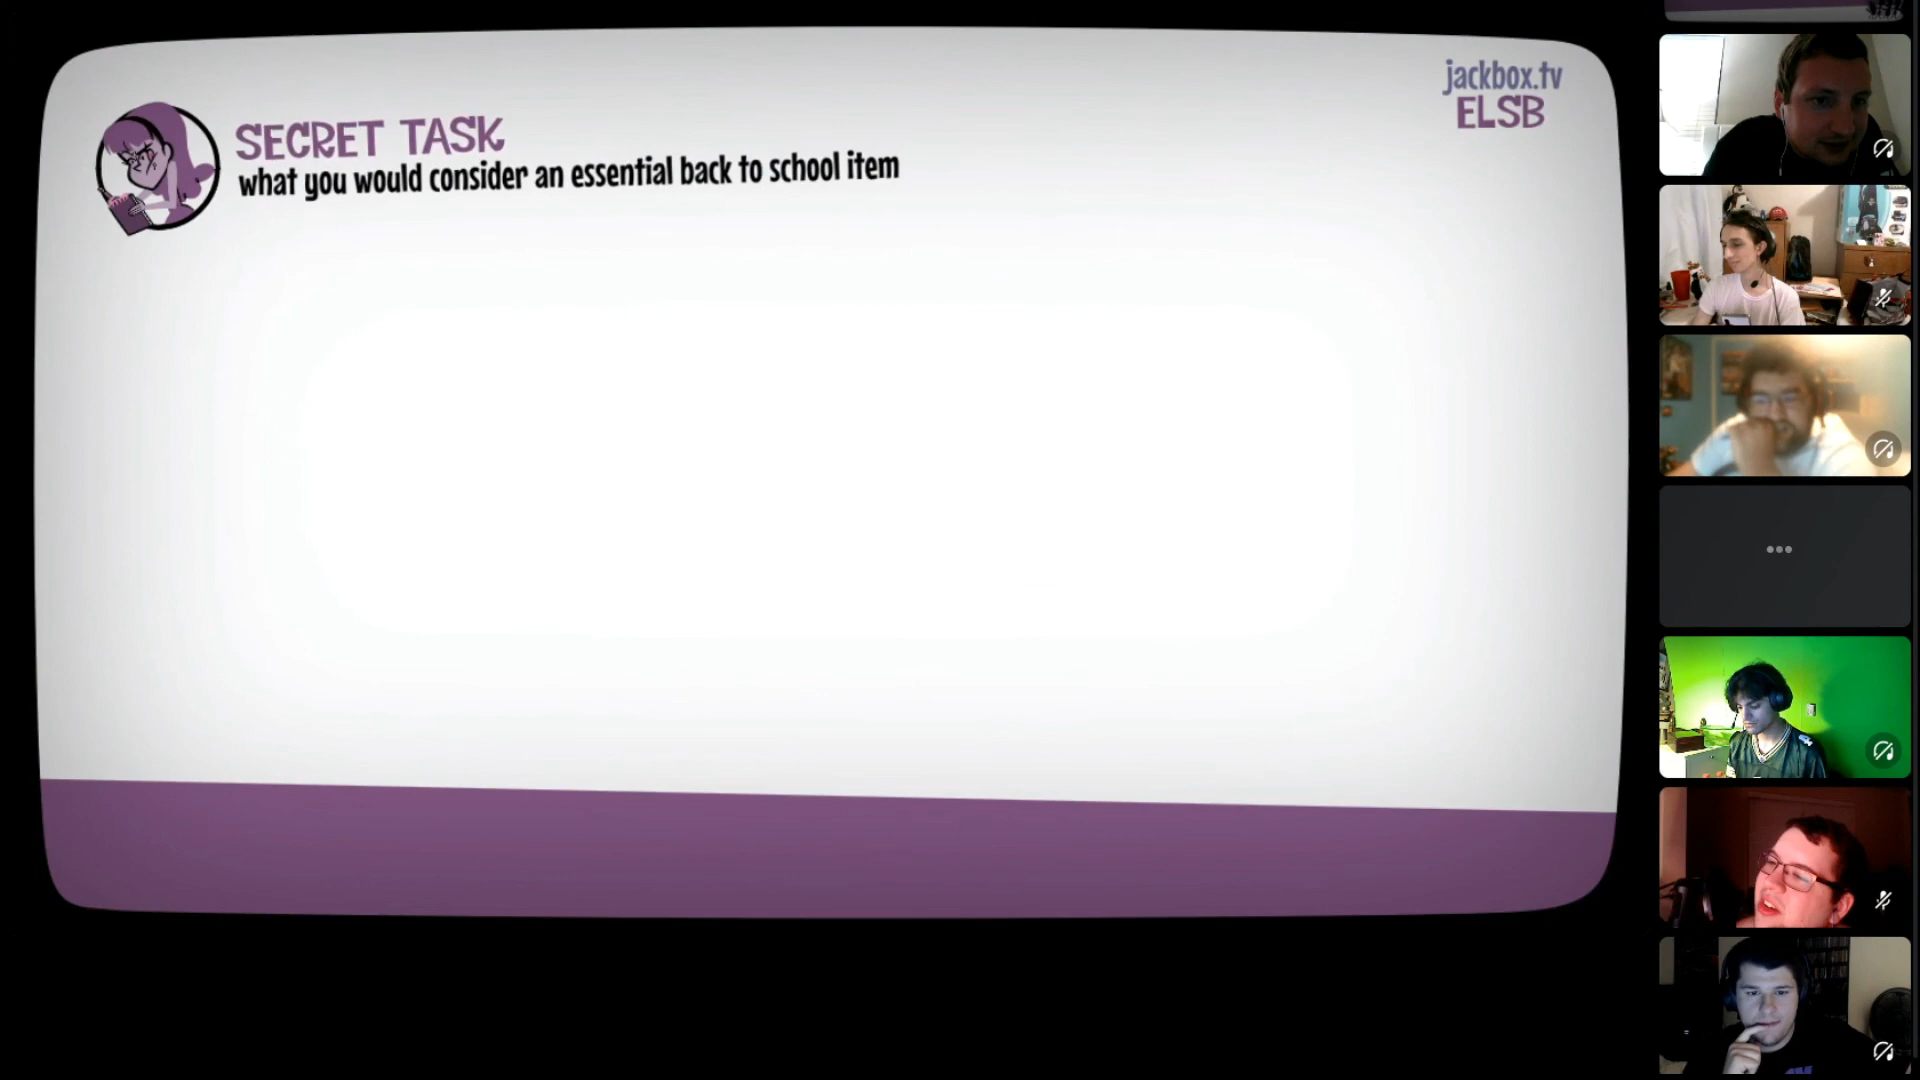 SECRET TASK
what you would consider an essential back to school item
jackbox.tv
ELSB